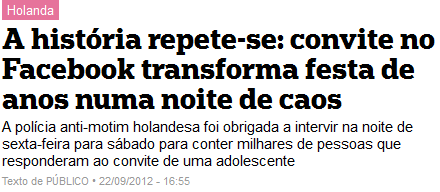 Holanda
A história repete-se: convite no
Facebook transforma festa de
anos numa noite de caos
A polícia anti-motim holandesa foi obrigada a intervir na noite de
sexta-feira para sábado para conter milhares de pessoas que
responderam ao convite de uma adolescente
Texto de PÚBLICO • 22/09/2012 - 16:55